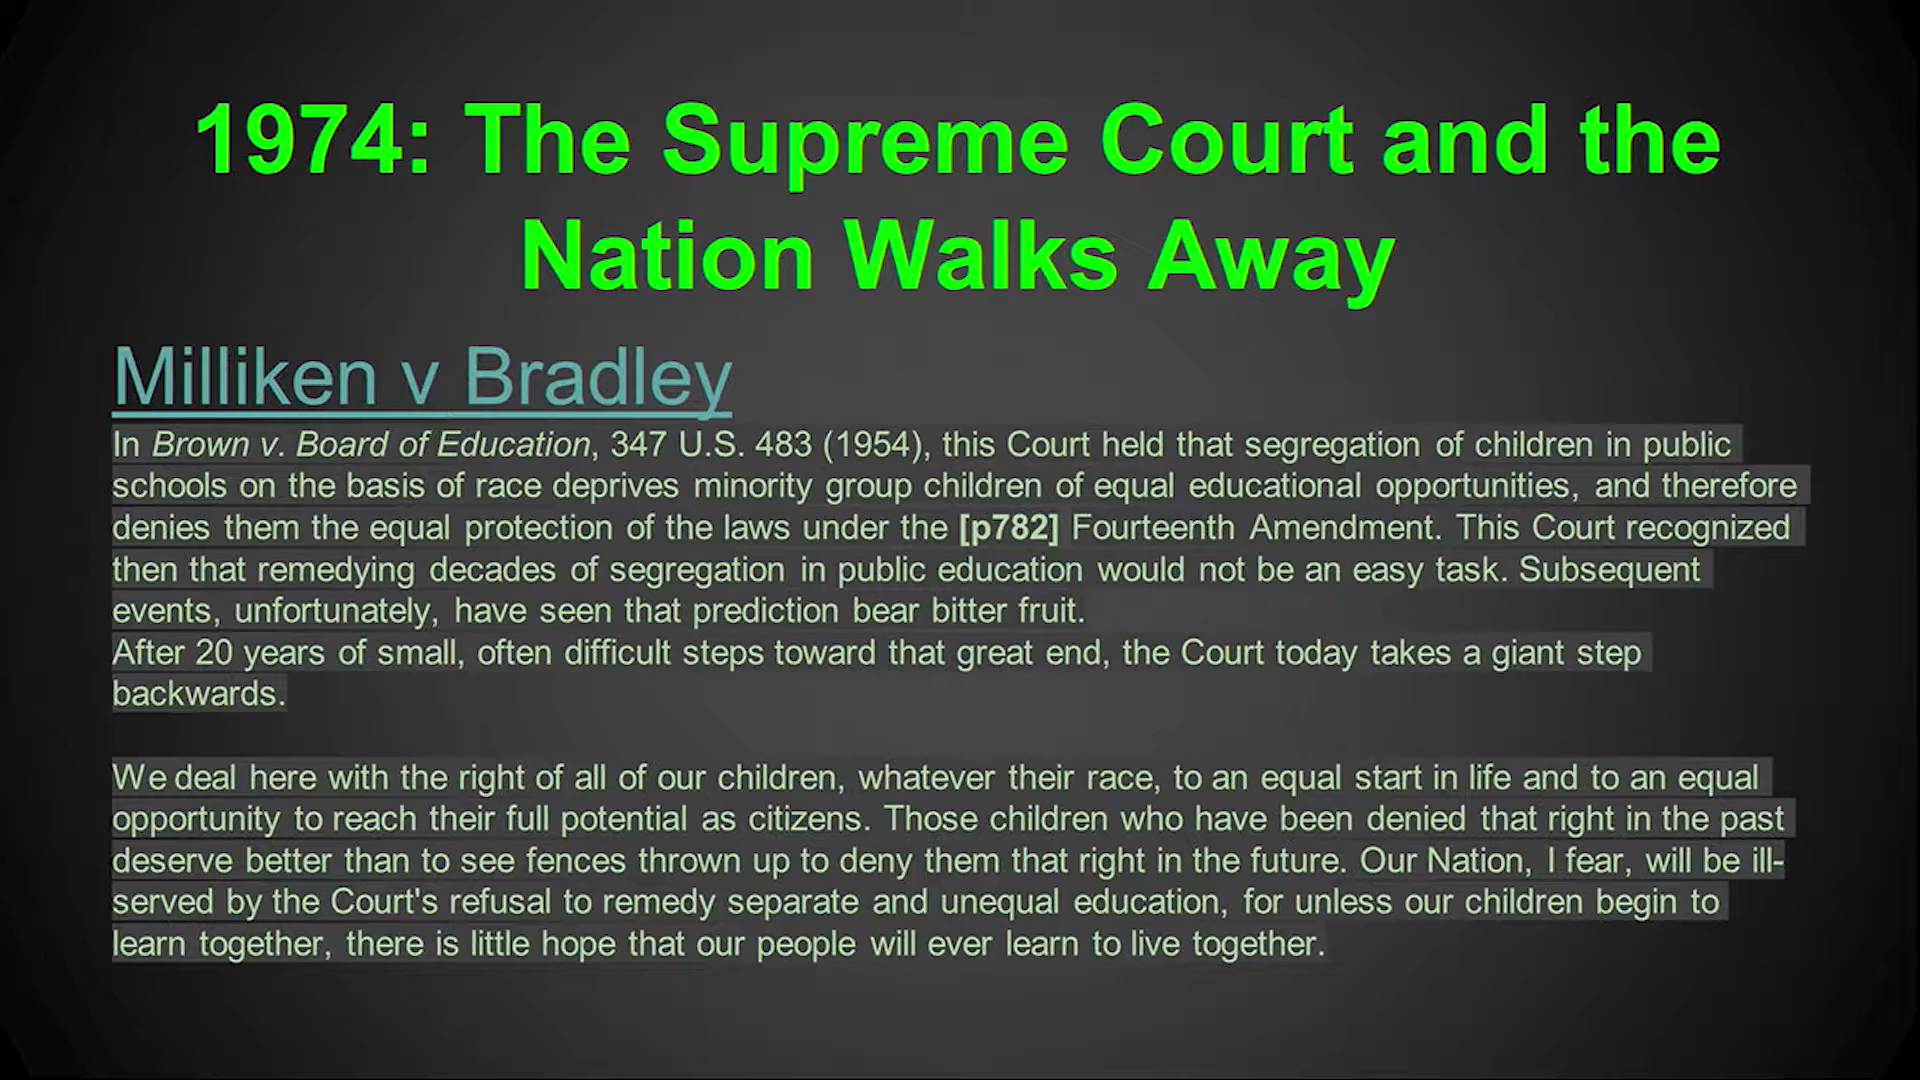 1974: The Supreme Court and the
Nation Walks Away
Milliken v Bradley
In Brown v. Board of Education, 347 U.S. 483 (1954), this Court held that segregation of children in public
schools on the basis of race deprives minority group children of equal educational opportunities, and therefore
denies them the equal protection of the laws under the [p782] Fourteenth Amendment. This Court recognized
then that remedying decades of segregation in public education would not be an easy task. Subsequent
events, unfortunately, have seen that prediction bear bitter fruit.
After 20 years of small, often difficult steps toward that great end, the Court today takes a giant step
backwards.
We deal here with the right of all of our children, whatever their race, to an equal start in life and to an equal
opportunity to reach their full potential as citizens. Those children who have been denied that right in the past
deserve better than to see fences thrown up to deny them that right in the future. Our Nation, I fear, will be ill-
served by the Court's refusal to remedy separate and unequal education, for unless our children begin to
learn together, there is little hope that our people will ever learn to live together.